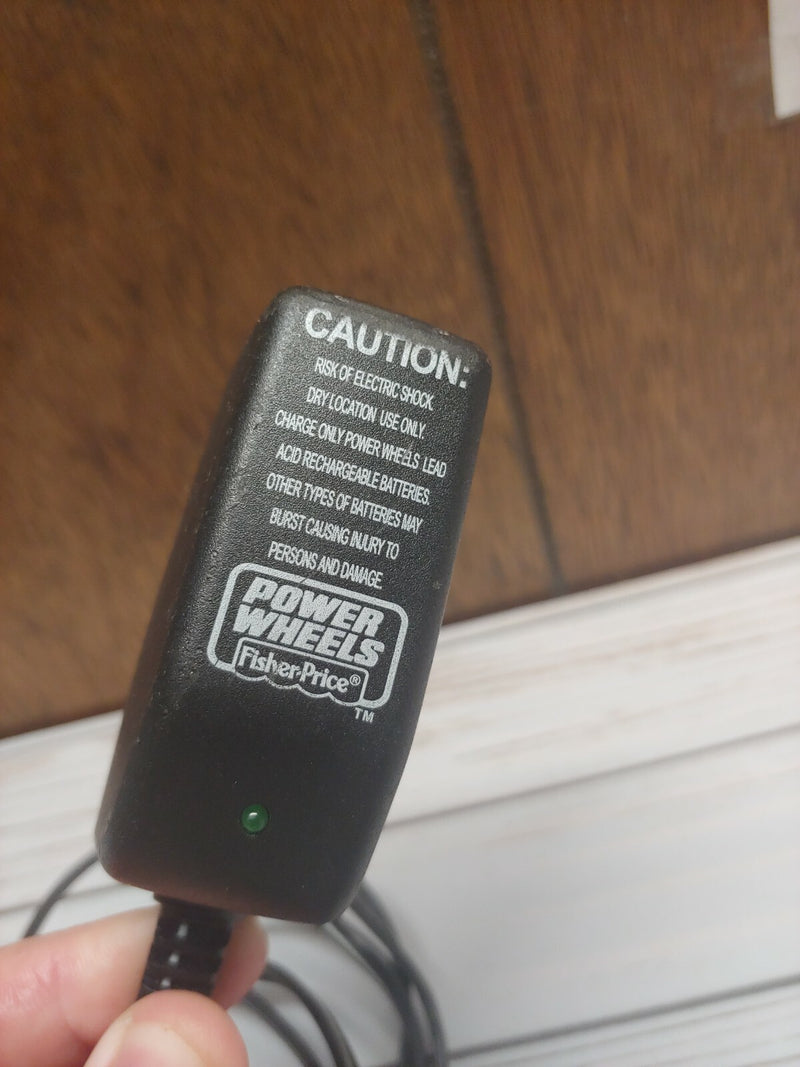 CAUTION:
RISK OF ELECTRIC SHOCK.
DRY LOCATION USE ONLY.
CHARGE ONLY POWER WHEELS LEAD
ACID RECHARGEABLE BATTERIES.
OTHER TYPES OF BATTERIES MAY
BURST CAUSING INJURY TO
PERSONS AND DAMAGE.
POWER
WHEELS
Fisher-Price®
TM